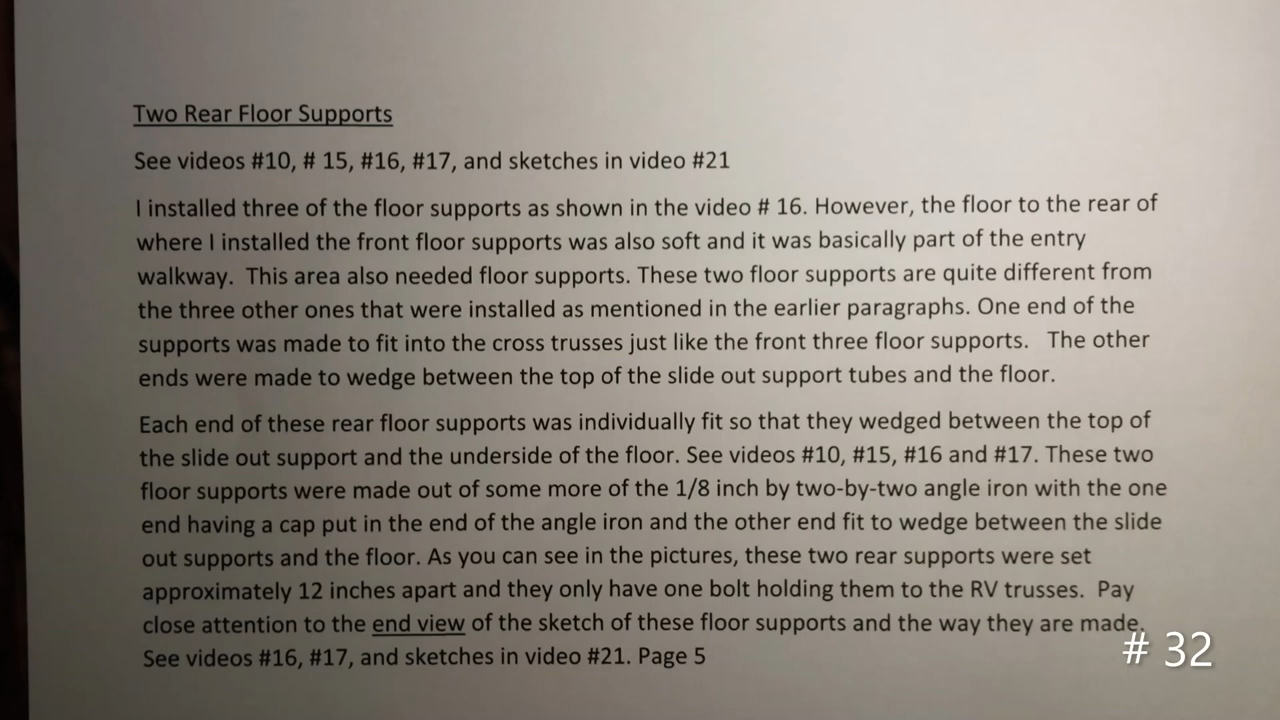 Two Rear Floor Supports
See videos #10, # 15, #16, #17, and sketches in video #21
I installed three of the floor supports as shown in the video # 16. However, the floor to the rear of
where I installed the front floor supports was also soft and it was basically part of the entry
walkway.  This area also needed floor supports. These two floor supports are quite different from
the three other ones that were installed as mentioned in the earlier paragraphs. One end of the
supports was made to fit into the cross trusses just like the front three floor supports.   The other
ends were made to wedge between the top of the slide out support tubes and the floor.
Each end of these rear floor supports was individually fit so that they wedged between the top of
the slide out support and the underside of the floor. See videos #10, #15, #16 and #17. These two
floor supports were made out of some more of the 1/8 inch by two-by-two angle iron with the one
end having a cap put in the end of the angle iron and the other end fit to wedge between the slide
out supports and the floor. As you can see in the pictures, these two rear supports were set
approximately 12 inches apart and they only have one bolt holding them to the RV trusses.  Pay
close attention to the end view of the sketch of these floor supports and the way they are made.
See videos #16, #17, and sketches in video #21. Page 5
# 32